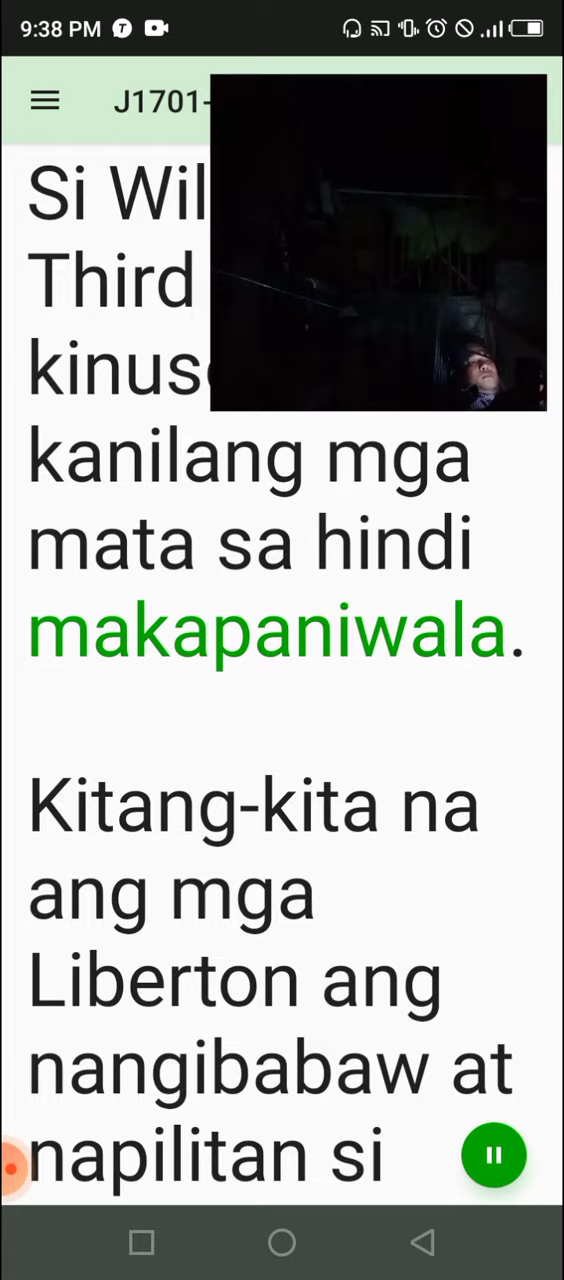 9:38 PM
J1701-
Si Wil
Third
kinus
kanilang mga
mata sa hindi
makapaniwala.
Kitang-kita na
ang mga
Liberton ang
nangibabaw at
napilitan si